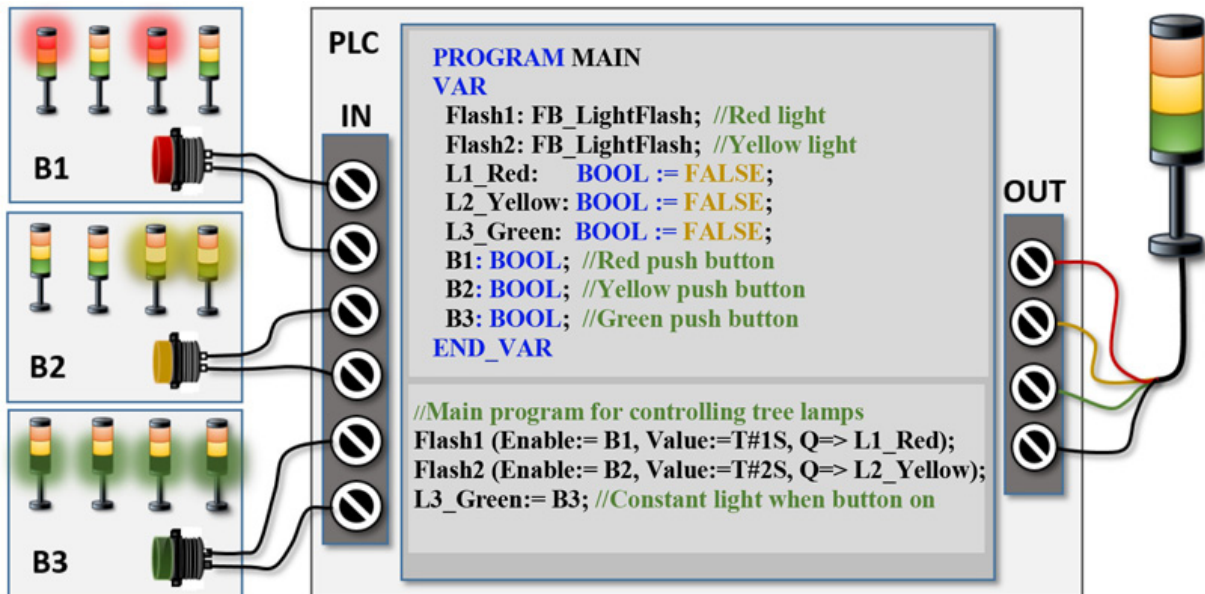 B1
B2
B3
PLC
IN
PROGRAM MAIN
VAR
Flash1: FB_LightFlash; //Red light
Flash2: FB_LightFlash; //Yellow light
L1_Red: BOOL := FALSE;
L2_Yellow: BOOL := FALSE;
L3_Green: BOOL := FALSE;
B1: BOOL; //Red push button
B2: BOOL; //Yellow push button
B3: BOOL; //Green push button
END_VAR
//Main program for controlling tree lamps
Flash1 (Enable:= B1, Value:=T#1S, Q=> L1_Red);
Flash2 (Enable:= B2, Value:=T#2S, Q=> L2_Yellow);
L3_Green:= B3; //Constant light when button on
OUT